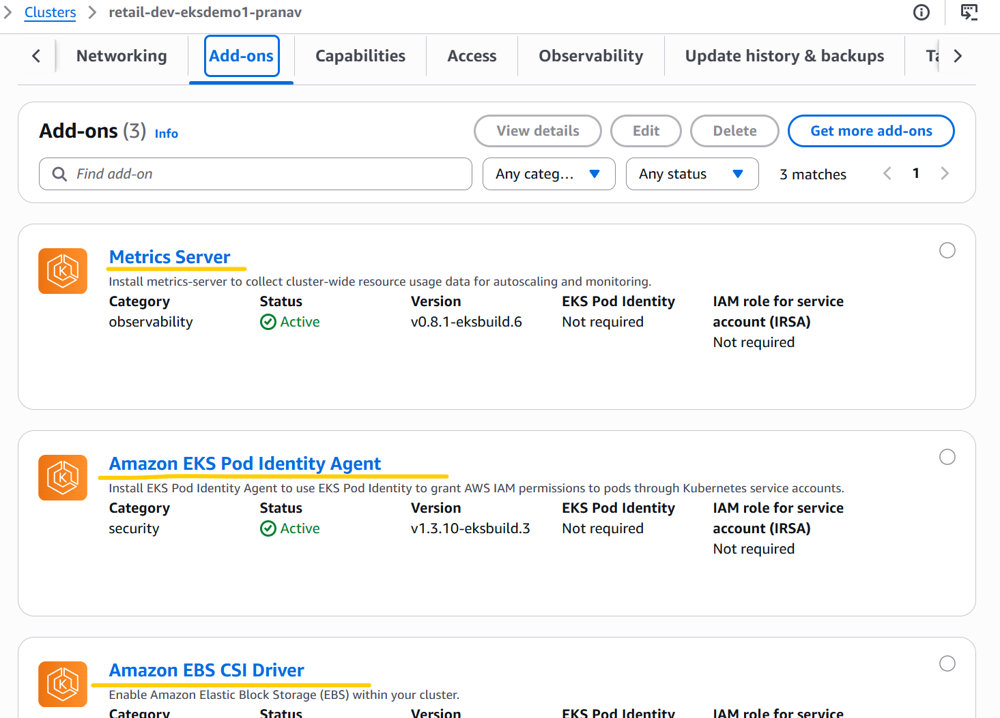 Clusters
retail-dev-eksdemo1-pranav
Networking
Add-ons
Capabilities
Access
Observability
Update history & backups
Add-ons (3) Info
View details
Edit
Delete
Get more add-ons
Find add-on
Any categ...
Any status
3 matches
1
Metrics Server
Install metrics-server to collect cluster-wide resource usage data for autoscaling and monitoring.
Category
observability
Status
Active
Version
v0.8.1-eksbuild.6
EKS Pod Identity
Not required
IAM role for service
account (IRSA)
Not required
Amazon EKS Pod Identity Agent
Install EKS Pod Identity Agent to use EKS Pod Identity to grant AWS IAM permissions to pods through Kubernetes service accounts.
Category
security
Status
Active
Version
v1.3.10-eksbuild.3
EKS Pod Identity
Not required
IAM role for service
account (IRSA)
Not required
Amazon EBS CSI Driver
Enable Amazon Elastic Block Storage (EBS) within your cluster.
Category
Status
Version
EKS Pod Identity
IAM role for service